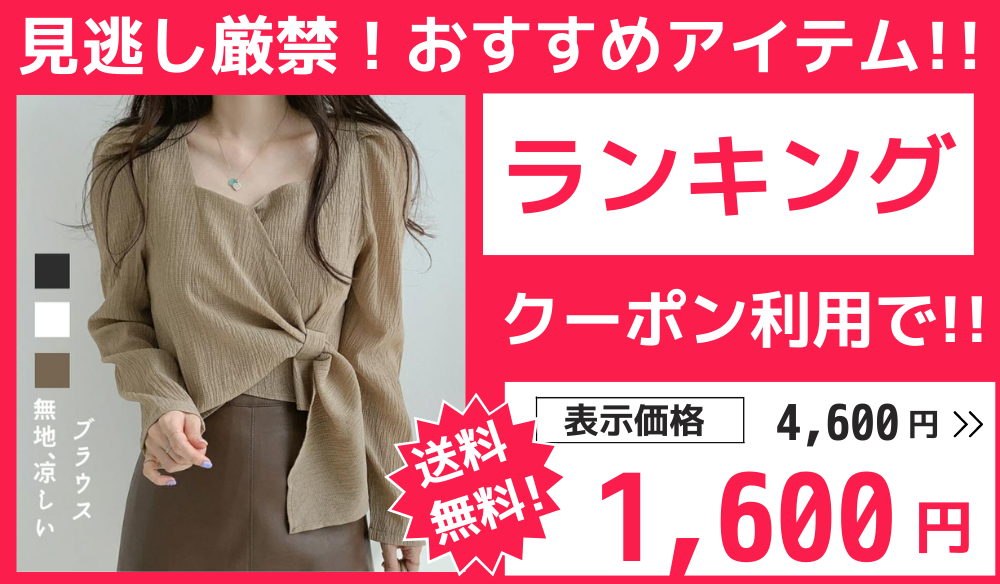 見逃し厳禁！おすすめアイテム!!
ランキング
クーポン利用で!!
表示価格 4,600円 >>
1,600円
送料
無料!
ブラウス
無地、涼しい